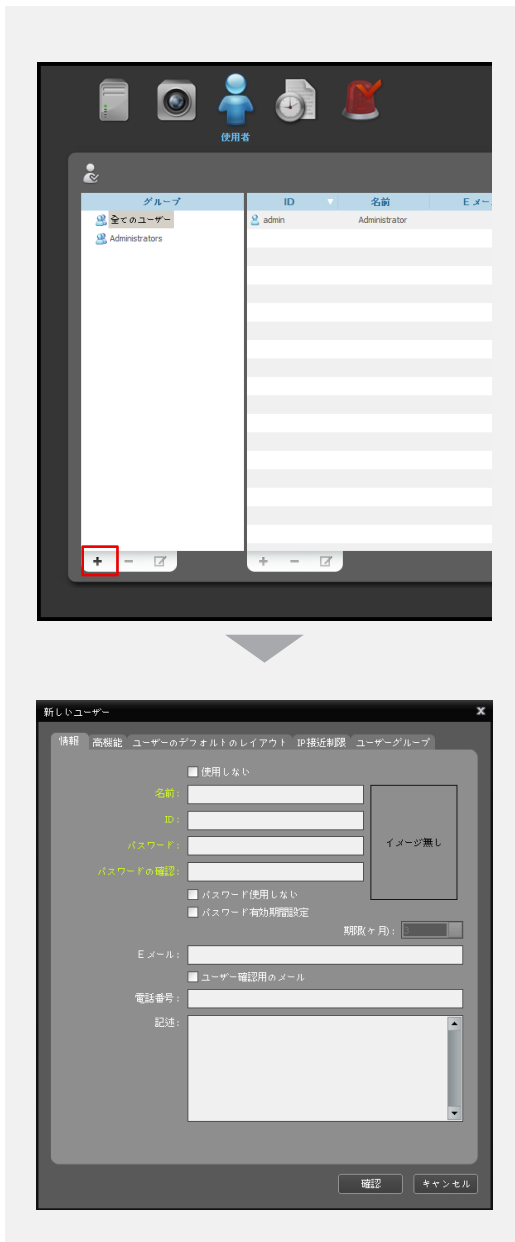 使用者
グループ
ID 名前 Eメー
全てのユーザー
admin Administrator
Administrators
新しいユーザー
情報 高機能 ユーザーのデフォルトのレイアウト IP接近制限 ユーザーグループ
使用しない
名前:
ID:
イメージ無し
パスワード:
パスワードの確認:
パスワード使用しない
パスワード有効期間設定
期限(ヶ月): 3
Eメール:
ユーザー確認用のメール
電話番号:
記述:
確認 キャンセル